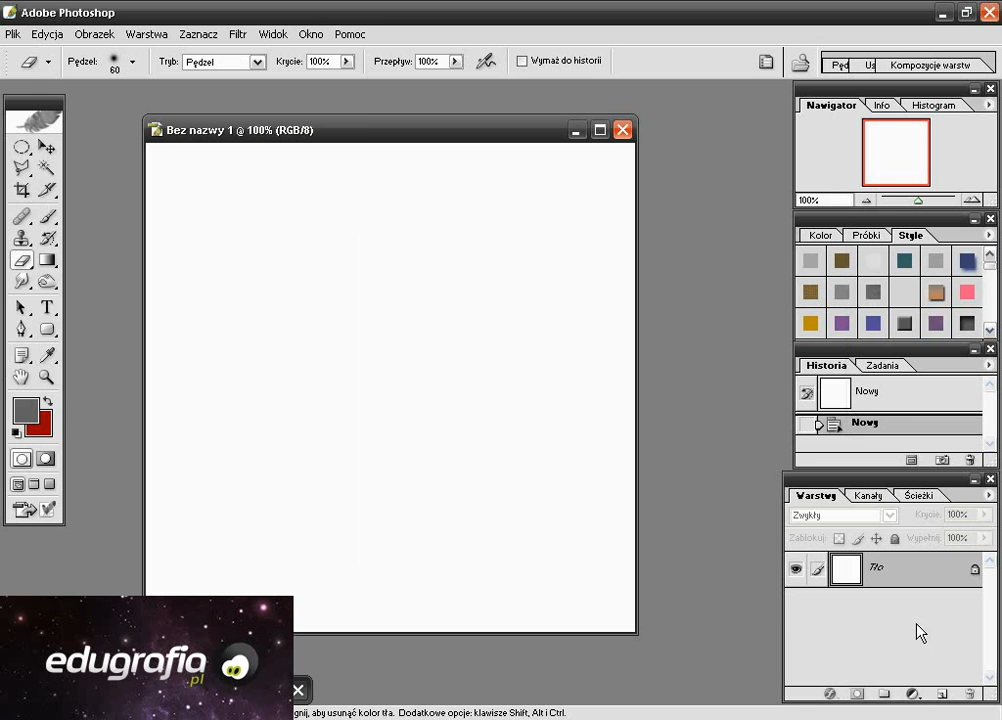 Adobe Photoshop
Plik Edycja Obrazek Warstwa Zaznacz Filtr Widok Okno Pomoc
Pędzel: 60 Tryb: Pędzel Krycie: 100% Przepływ: 100% Wymaż do historii
Pęd Us Kompozycje warstw
Bez nazwy 1 @ 100% (RGB/8)
Nawigator Info Histogram
100%
Kolor Próbki Style
Historia Zadania
Nowy
Nowy
Warstwy Kanały Ścieżki
Zwykły Krycie: 100%
Zablokuj: Wypełnij: 100%
Tło
T
edugrafia.pl
gnij, aby usunąć kolor tła. Dodatkowe opcje: klawisze Shift, Alt i Ctrl.